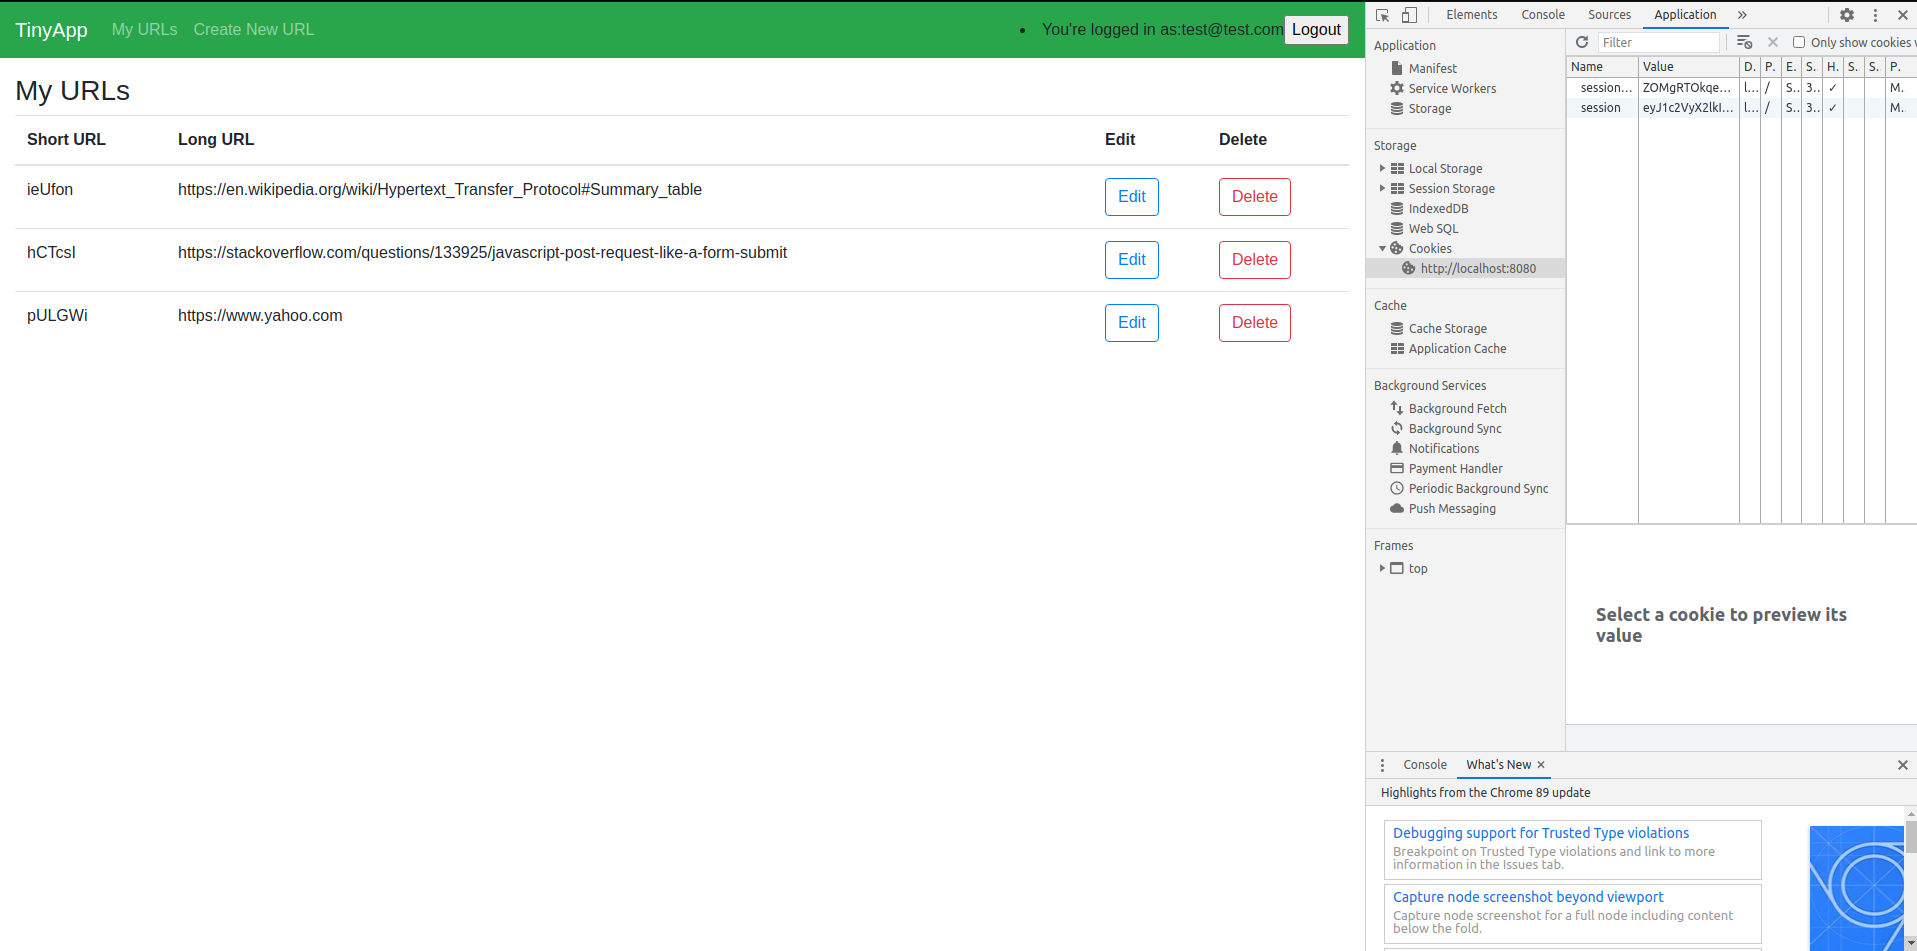 TinyApp My URLs Create New URL
• You're logged in as:test@test.com Logout
My URLs
Short URL Long URL Edit Delete
ieUfon https://en.wikipedia.org/wiki/Hypertext_Transfer_Protocol#Summary_table Edit Delete
hCTcsI https://stackoverflow.com/questions/133925/javascript-post-request-like-a-form-submit Edit Delete
pULGWi https://www.yahoo.com Edit Delete
Elements Console Sources Application »
Application
Manifest
Service Workers
Storage
Storage
Local Storage
Session Storage
IndexedDB
Web SQL
Cookies
http://localhost:8080
Cache
Cache Storage
Application Cache
Background Services
Background Fetch
Background Sync
Notifications
Payment Handler
Periodic Background Sync
Push Messaging
Frames
top
Filter Only show cookies
Name Value D. P. E. S. H. S. S. P.
session... ZOMgRTOkqe... l... / S.. 3.. ✓ M.
session eyJ1c2VyX2lkI... l... / S.. 3.. ✓ M.
Select a cookie to preview its
value
Console What's New ×
Highlights from the Chrome 89 update
Debugging support for Trusted Type violations
Breakpoint on Trusted Type violations and link to more
information in the Issues tab.
Capture node screenshot beyond viewport
Capture node screenshot for a full node including content
below the fold.